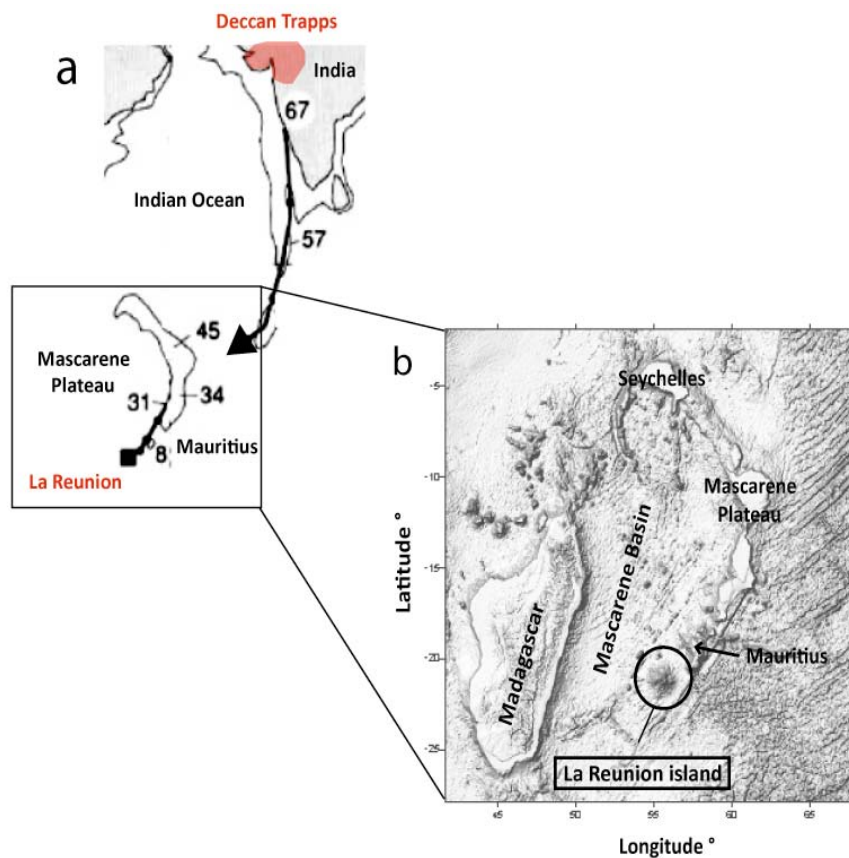 Deccan Trapps
a
India
67
Indian Ocean
57
45
Mascarene
Plateau
34
31
Mauritius
8
La Reunion
b
Seychelles
Mascarene
Plateau
Mascarene Basin
Madagascar
Mauritius
La Reunion island
Latitude °
-5
-10
-15
-20
-25
45
50
55
60
65
Longitude °